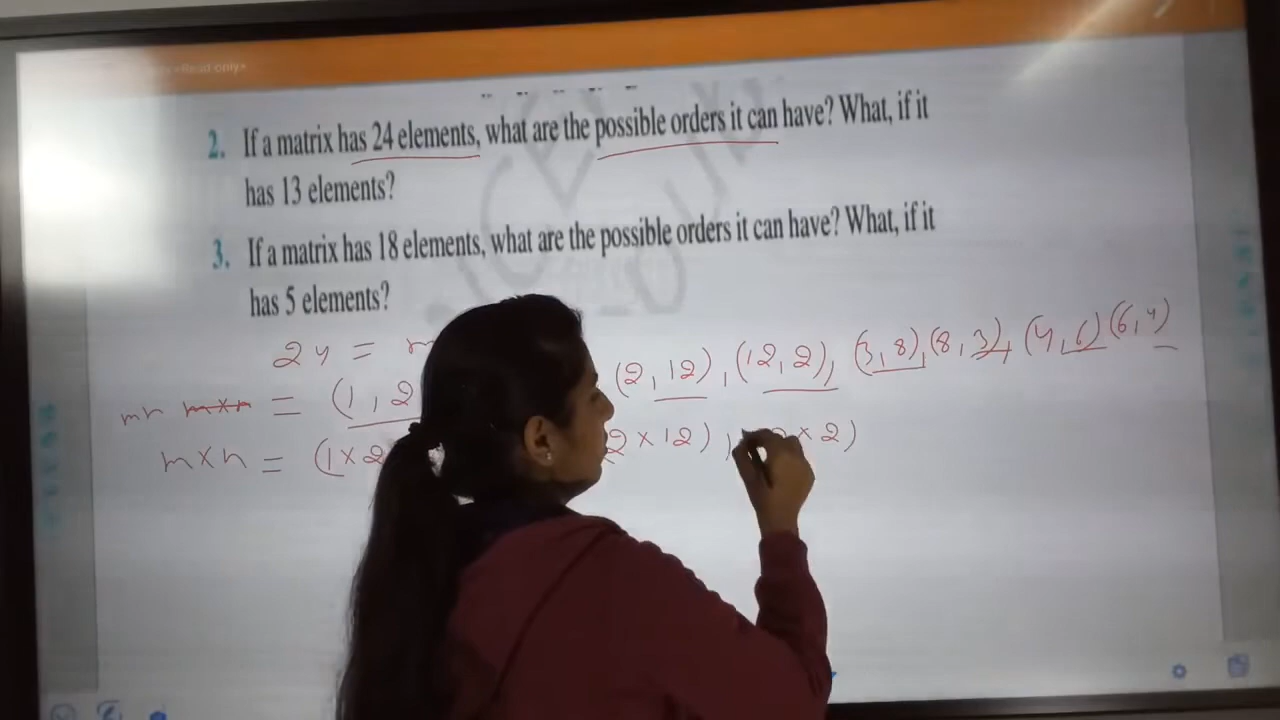 <Read only>
2. If a matrix has 24 elements, what are the possible orders it can have? What, if it
has 13 elements?
3. If a matrix has 18 elements, what are the possible orders it can have? What, if it
has 5 elements?
24 = m
mn m×n = (1, 2 (2, 12), (12, 2), (3, 8), (8, 3), (4, 6) (6, 4)
m×n = (1×2 2×12), 2×2)